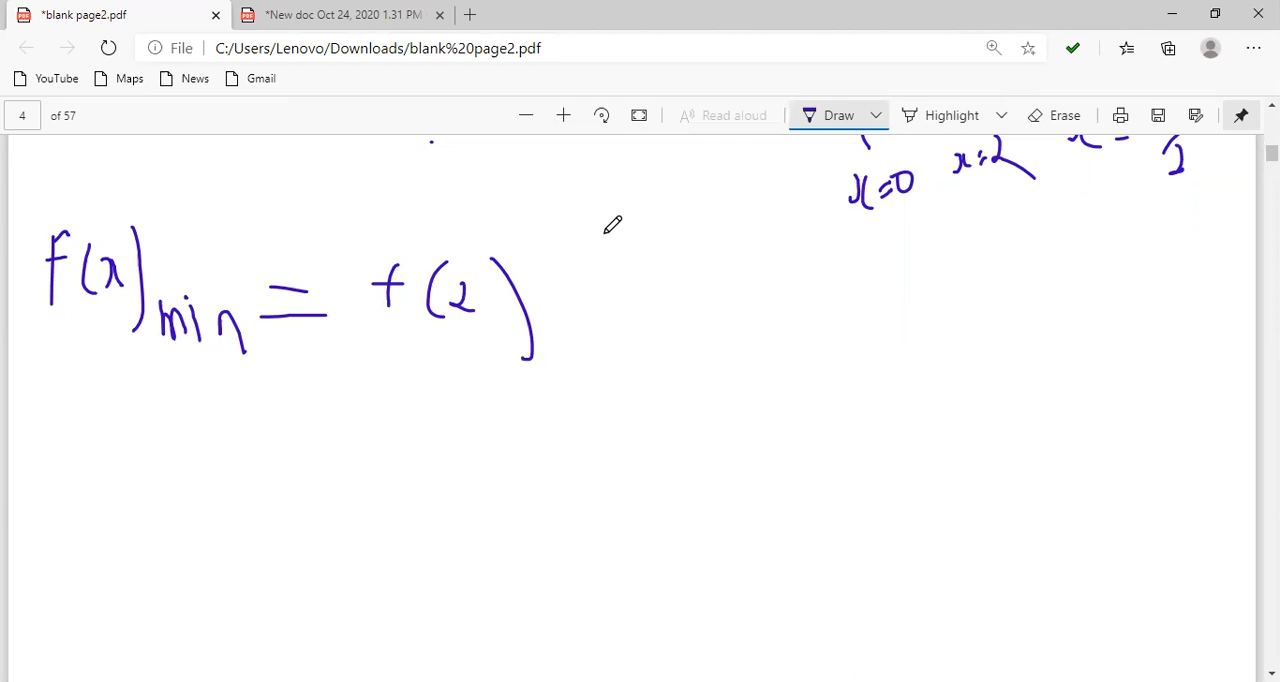 *blank page2.pdf
*New doc Oct 24, 2020 1.31 PM
File C:/Users/Lenovo/Downloads/blank%20page2.pdf
YouTube Maps News Gmail
4 of 57 Read aloud Draw Highlight Erase
x=0 x=2 x= 2
F(x)min = f(2)